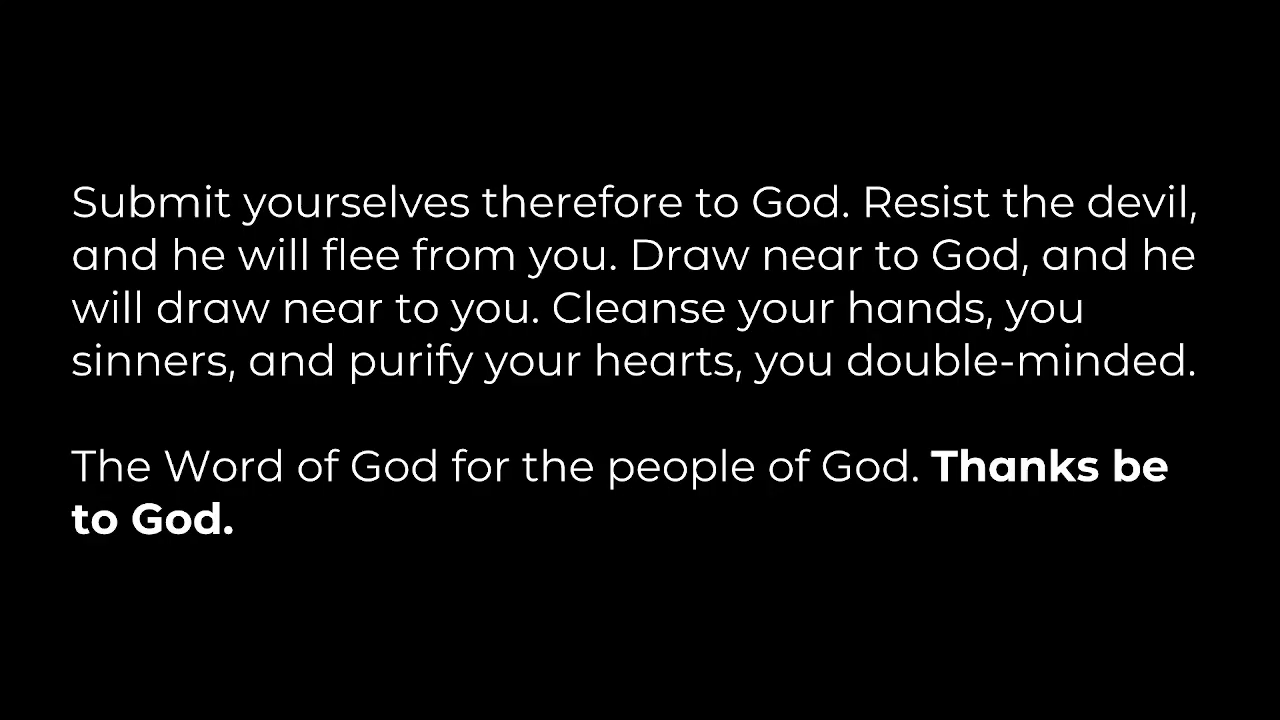 Submit yourselves therefore to God. Resist the devil,
and he will flee from you. Draw near to God, and he
will draw near to you. Cleanse your hands, you
sinners, and purify your hearts, you double-minded.
The Word of God for the people of God. Thanks be
to God.